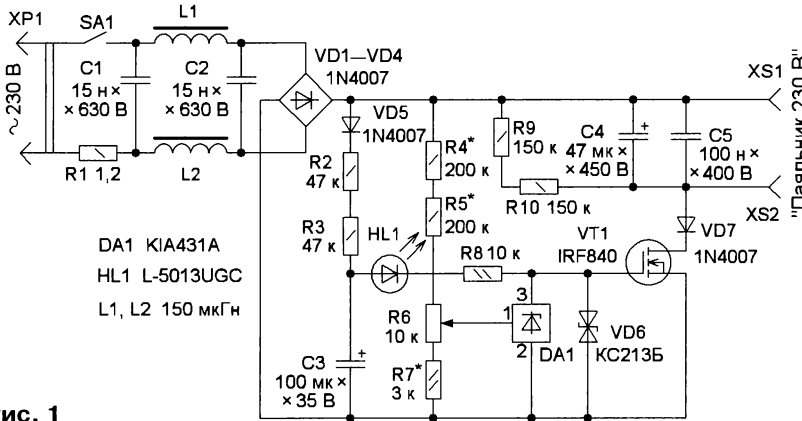 XP1
SA1
L1
~230 В
C1
15 н×
×630 В
C2
15 н×
×630 В
R1 1,2
L2
VD1—VD4
1N4007
VD5
1N4007
R2
47 к
R3
47 к
R4*
200 к
R5*
200 к
R9
150 к
R10 150 к
C4
47 мк×
×450 В
C5
100 н×
×400 В
XS1
XS2
"Паяльник 230 В"
DA1 KIA431A
HL1 L-5013UGC
L1, L2 150 мкГн
HL1
R8 10 к
VT1
IRF840
VD7
1N4007
R6
10 к
R7*
3 к
C3
100 мк×
×35 В
3
1
2
DA1
VD6
КС213Б
ис. 1